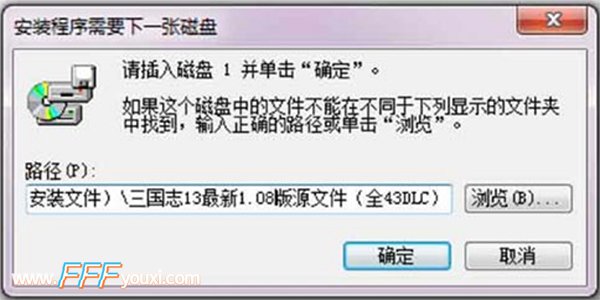 安装程序需要下一张磁盘
请插入磁盘 1 并单击“确定”。
如果这个磁盘中的文件不能在不同于下列显示的文件夹
中找到，输入正确的路径或单击“浏览”。
路径(P):
安装文件）\三国志13最新1.08版源文件（全43DLC）
浏览(B)...
确定
取消
www.FFFyouxi.com